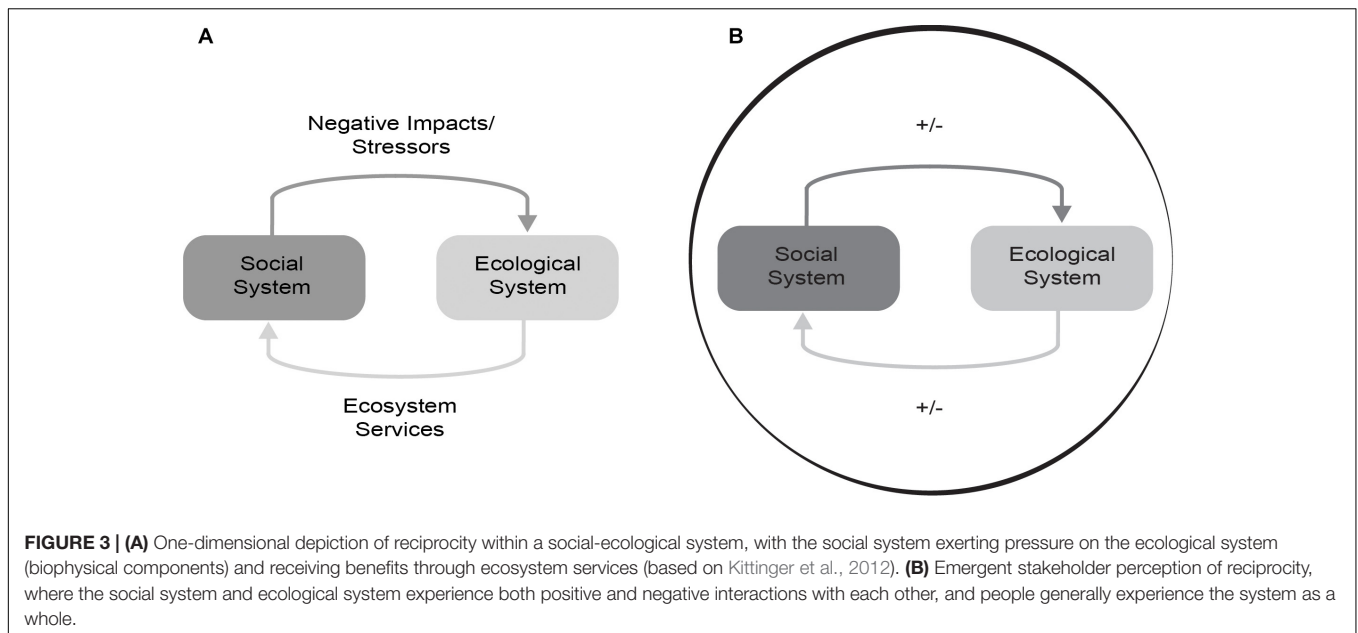 A
B
Negative Impacts/
Stressors
+/-
Social
System
Ecological
System
Social
System
Ecological
System
Ecosystem
Services
+/-
FIGURE 3 | (A) One-dimensional depiction of reciprocity within a social-ecological system, with the social system exerting pressure on the ecological system
(biophysical components) and receiving benefits through ecosystem services (based on Kittinger et al., 2012). (B) Emergent stakeholder perception of reciprocity,
where the social system and ecological system experience both positive and negative interactions with each other, and people generally experience the system as a
whole.